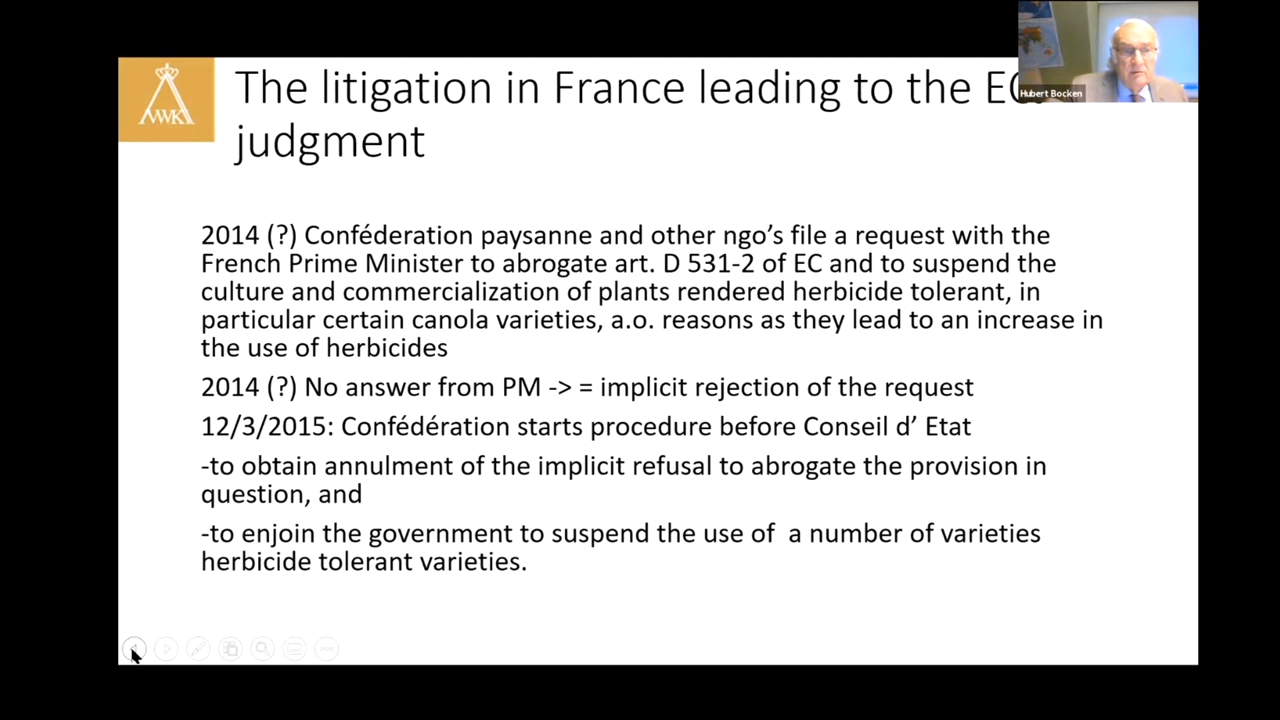 The litigation in France leading to the EC
judgment
Hubert Bocken
VWK
2014 (?) Conféderation paysanne and other ngo’s file a request with the
French Prime Minister to abrogate art. D 531-2 of EC and to suspend the
culture and commercialization of plants rendered herbicide tolerant, in
particular certain canola varieties, a.o. reasons as they lead to an increase in
the use of herbicides
2014 (?) No answer from PM -> = implicit rejection of the request
12/3/2015: Confédération starts procedure before Conseil d’ Etat
-to obtain annulment of the implicit refusal to abrogate the provision in
question, and
-to enjoin the government to suspend the use of  a number of varieties
herbicide tolerant varieties.